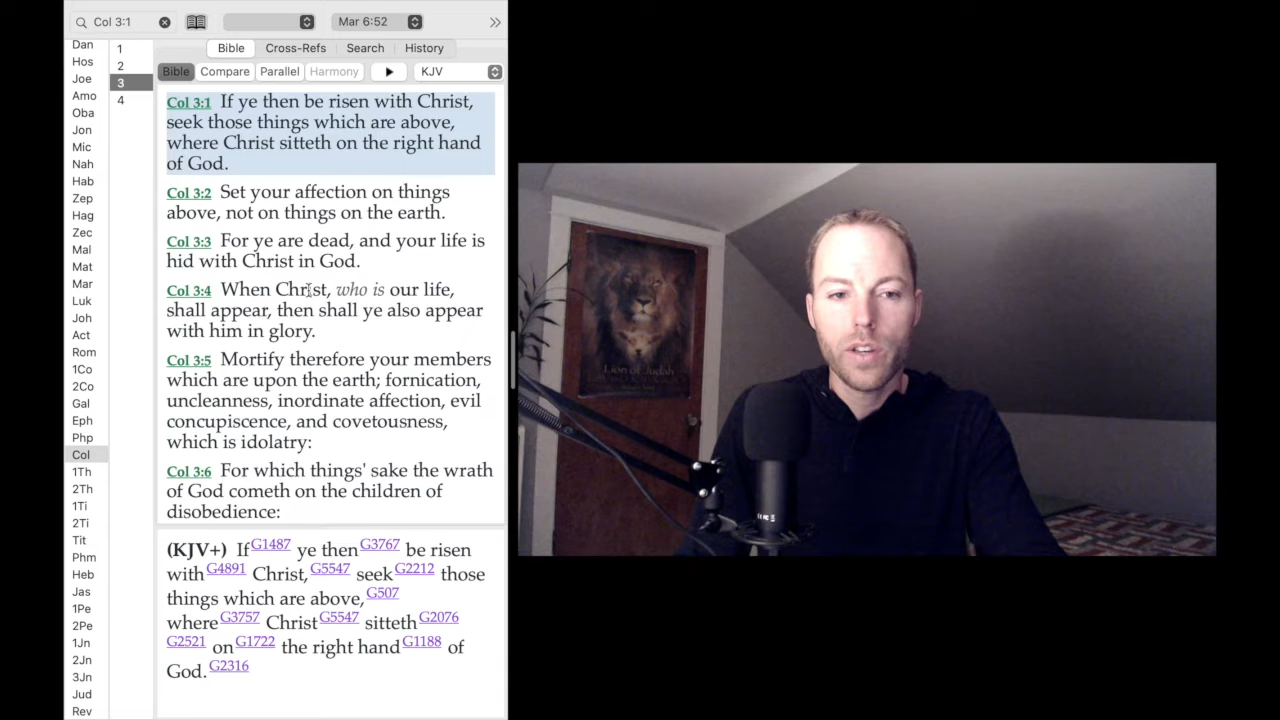 Col 3:1
Mar 6:52
Bible Cross-Refs Search History
Bible Compare Parallel Harmony KJV
Dan
Hos
Joe
Amo
Oba
Jon
Mic
Nah
Hab
Zep
Hag
Zec
Mal
Mat
Mar
Luk
Joh
Act
Rom
1Co
2Co
Gal
Eph
Php
Col
1Th
2Th
1Ti
2Ti
Tit
Phm
Heb
Jas
1Pe
2Pe
1Jn
2Jn
3Jn
Jud
Rev
1
2
3
4
Col 3:1 If ye then be risen with Christ,
seek those things which are above,
where Christ sitteth on the right hand
of God.
Col 3:2 Set your affection on things
above, not on things on the earth.
Col 3:3 For ye are dead, and your life is
hid with Christ in God.
Col 3:4 When Christ, who is our life,
shall appear, then shall ye also appear
with him in glory.
Col 3:5 Mortify therefore your members
which are upon the earth; fornication,
uncleanness, inordinate affection, evil
concupiscence, and covetousness,
which is idolatry:
Col 3:6 For which things' sake the wrath
of God cometh on the children of
disobedience:
(KJV+) If G1487 ye then G3767 be risen
with G4891 Christ, G5547 seek G2212 those
things which are above, G507
where G3757 Christ G5547 sitteth G2076
G2521 on G1722 the right hand G1188 of
God. G2316
Lion of Judah